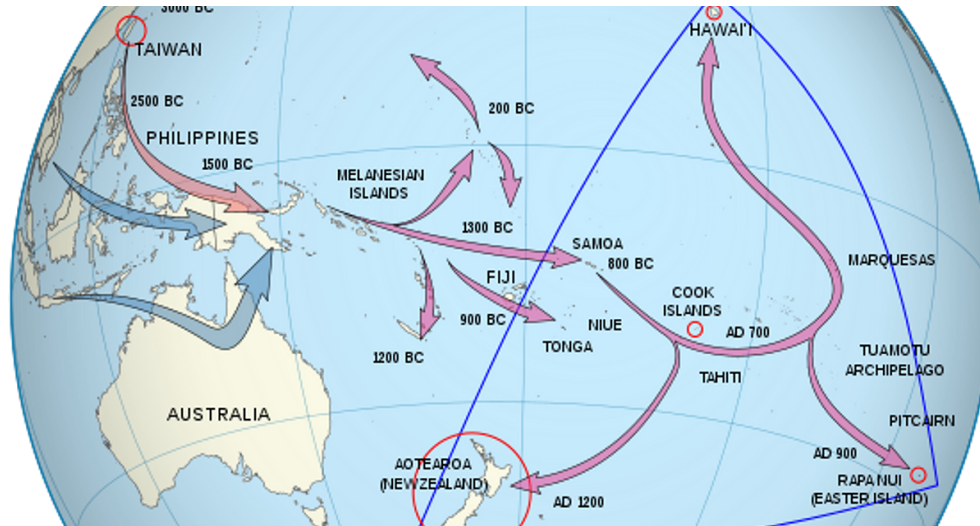 3000 BC
TAIWAN
HAWAI'I
2500 BC
200 BC
PHILIPPINES
1500 BC
MELANESIAN
ISLANDS
1300 BC
SAMOA
800 BC
MARQUESAS
FIJI
COOK
ISLANDS
900 BC
NIUE
AD 700
TONGA
1200 BC
TAHITI
TUAMOTU
ARCHIPELAGO
AUSTRALIA
PITCAIRN
AD 900
AOTEAROA
(NEW ZEALAND)
RAPA NUI
(EASTER ISLAND)
AD 1200